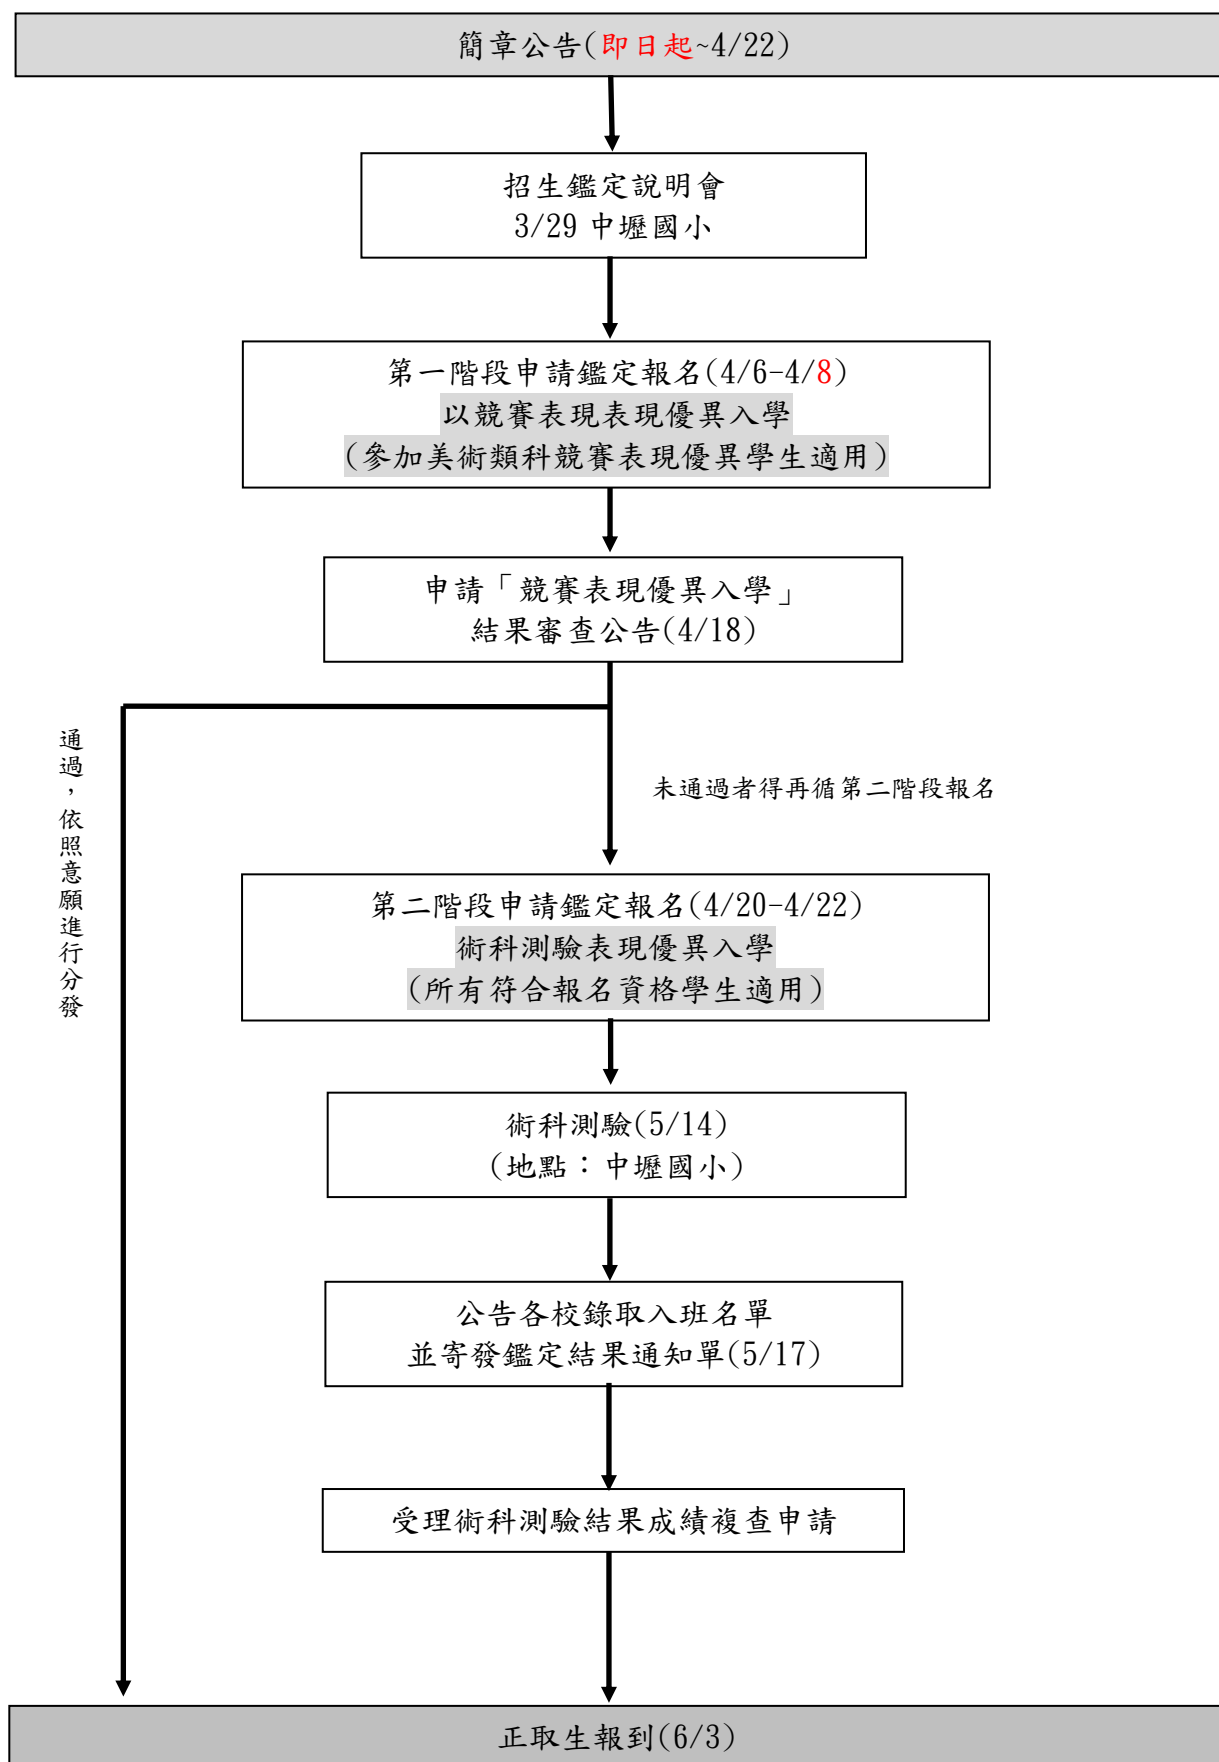 簡章公告(即日起~4/22)
招生鑑定說明會
3/29 中壢國小
第一階段申請鑑定報名(4/6-4/8)
以競賽表現表現優異入學
(參加美術類科競賽表現優異學生適用)
申請「競賽表現優異入學」
結果審查公告(4/18)
通過，依照意願進行分發
未通過者得再循第二階段報名
第二階段申請鑑定報名(4/20-4/22)
術科測驗表現優異入學
(所有符合報名資格學生適用)
術科測驗(5/14)
(地點：中壢國小)
公告各校錄取入班名單
並寄發鑑定結果通知單(5/17)
受理術科測驗結果成績複查申請
正取生報到(6/3)